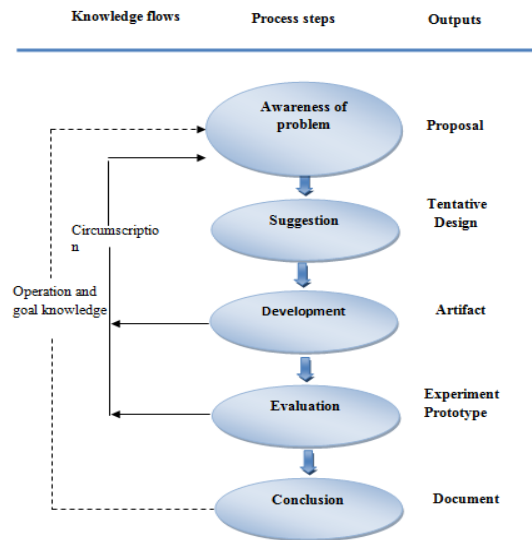 Knowledge flows Process steps Outputs
Awareness of
problem
Proposal
Suggestion
Tentative
Design
Circumscriptio
n
Operation and
goal knowledge
Development
Artifact
Evaluation
Experiment
Prototype
Conclusion
Document